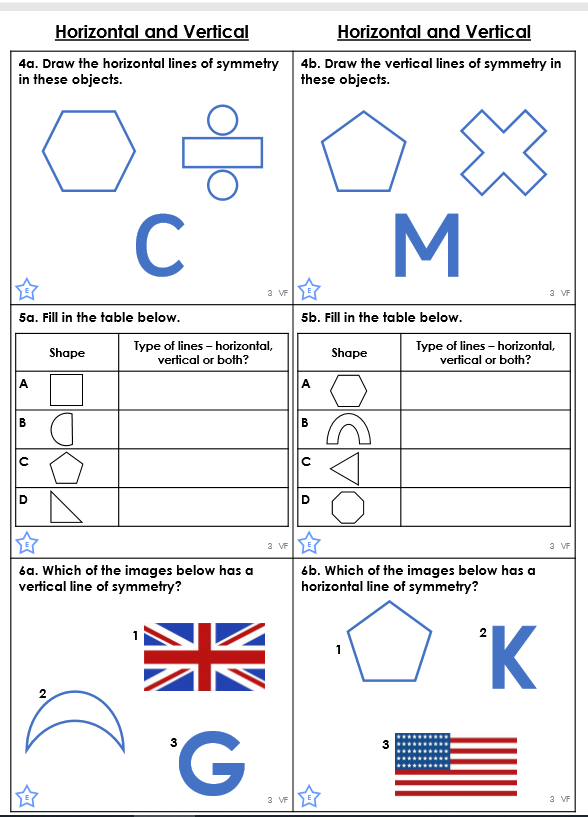 Horizontal and Vertical
Horizontal and Vertical
4a. Draw the horizontal lines of symmetry
in these objects.
C
E
3 VF
4b. Draw the vertical lines of symmetry in
these objects.
M
E
3 VF
5a. Fill in the table below.
Shape
Type of lines – horizontal,
vertical or both?
A
B
C
D
E
3 VF
5b. Fill in the table below.
Shape
Type of lines – horizontal,
vertical or both?
A
B
C
D
E
3 VF
6a. Which of the images below has a
vertical line of symmetry?
1
2
3
G
E
3 VF
6b. Which of the images below has a
horizontal line of symmetry?
1
2
K
3
E
3 VF